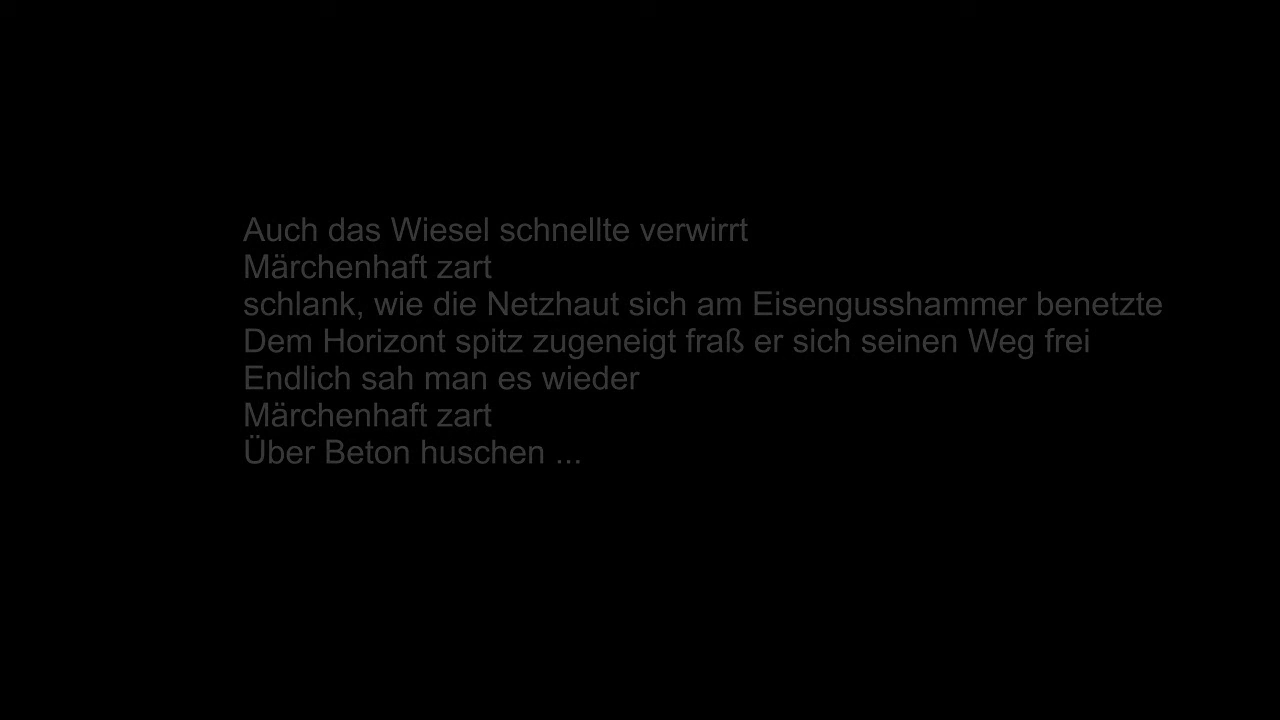 Auch das Wiesel schnellte verwirrt
Märchenhaft zart
schlank, wie die Netzhaut sich am Eisengusshammer benetzte
Dem Horizont spitz zugeneigt fraß er sich seinen Weg frei
Endlich sah man es wieder
Märchenhaft zart
Über Beton huschen ...